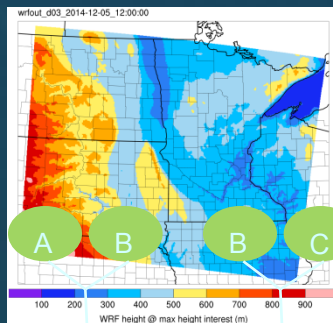 wrfout_d03_2014-12-05_12:00:00
A B B C
100 200 300 400 500 600 700 800 900
WRF height @ max height interest (m)